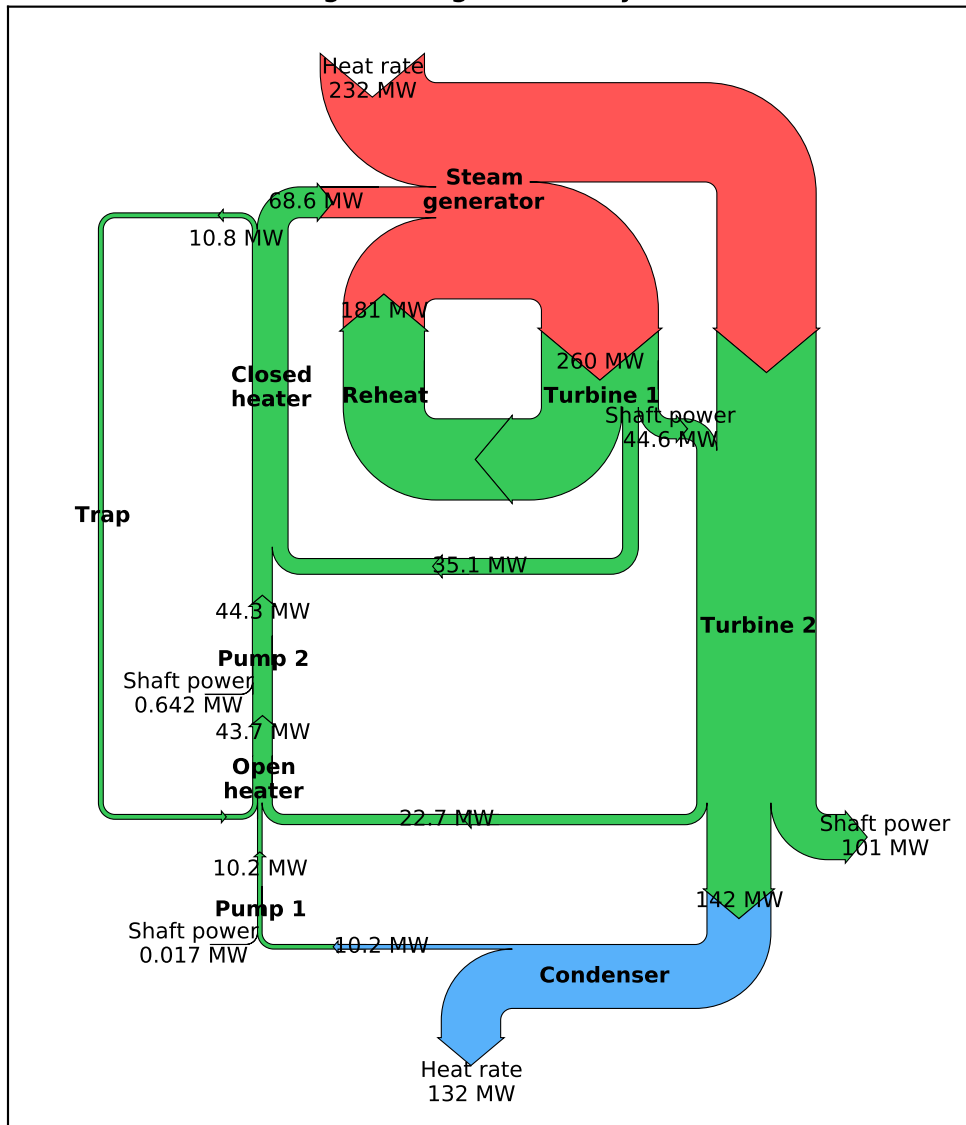 Heat rate
232 MW
Steam
generator
68.6 MW
10.8 MW
181 MW
260 MW
Closed
heater
Reheat
Turbine 1
Shaft power
44.6 MW
Trap
35.1 MW
44.3 MW
Turbine 2
Pump 2
Shaft power
0.642 MW
43.7 MW
Open
heater
22.7 MW
Shaft power
101 MW
10.2 MW
142 MW
Pump 1
Shaft power
0.017 MW
10.2 MW
Condenser
Heat rate
132 MW